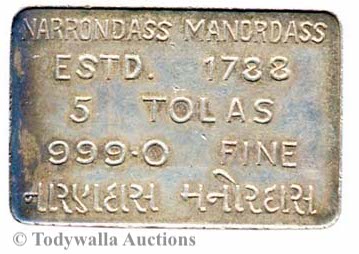 NARRONDASS MANORDASS
ESTD. 1788
5 TOLAS
999.0 FINE
નારણદાસ મનોરદાસ
© Todywalla Auctions